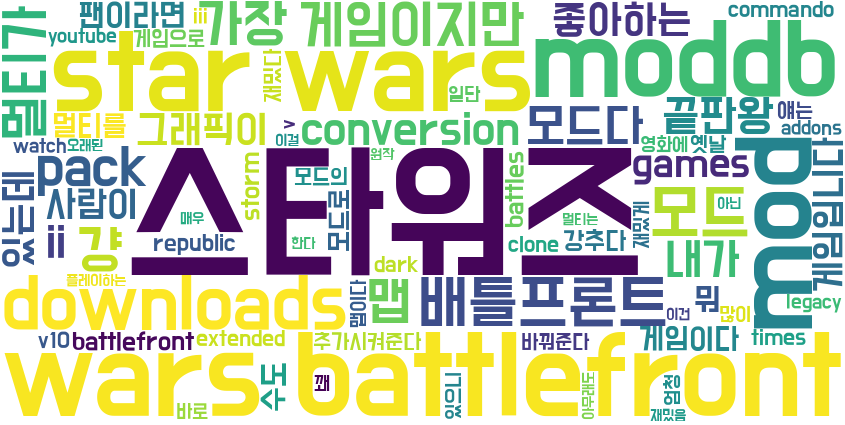 팬이라면
iii
가장
게임이지만
좋아하는
commando
youtube
게임으로
멀티가
star wars
재밌다
일단
moddb
멀티를
그래픽이
v
이걸
conversion
모드다
끝판왕
얘는
addons
watch
오래된
원작
영화에
옛날
pack
사람이
스타워즈
storm
모드의
모드로
battles
games
mod
게임입니다
있는데
ii
걍
매우
멀티는
재밌게
모드
아닌
republic
한다
clone
강추다
내가
dark
플레이하는
downloads
맵
배틀프론트
뭐
legacy
맵이다
이건
많이
v10
battlefront
extended
추가시켜준다
바꿔준다
게임이다
times
wars battlefront
수도
꽤
바로
있으니
아무래도
엄청
재밌음